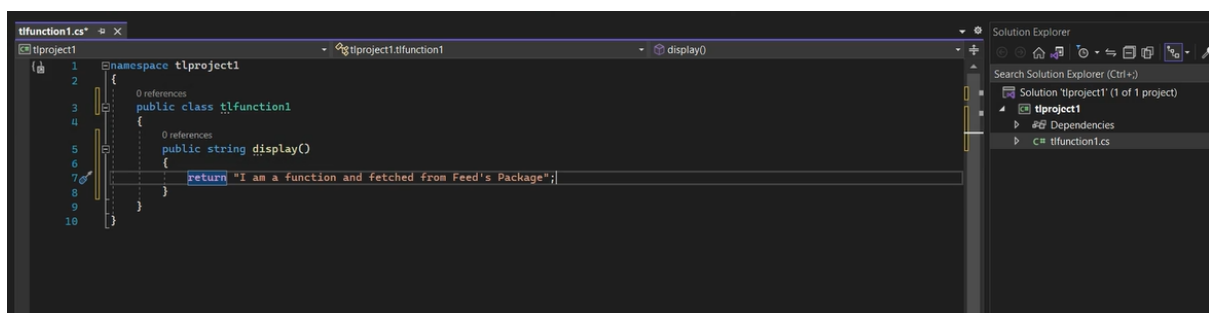 tlfunction1.cs*
tlproject1
tlproject1.tlfunction1
display()
1 namespace tlproject1
2 {
0 references
3 public class tlfunction1
4 {
0 references
5 public string display()
6 {
7 return "I am a function and fetched from Feed's Package";
8 }
9 }
10 }
Solution Explorer
Search Solution Explorer (Ctrl+;)
Solution 'tlproject1' (1 of 1 project)
C# tlproject1
Dependencies
C# tlfunction1.cs